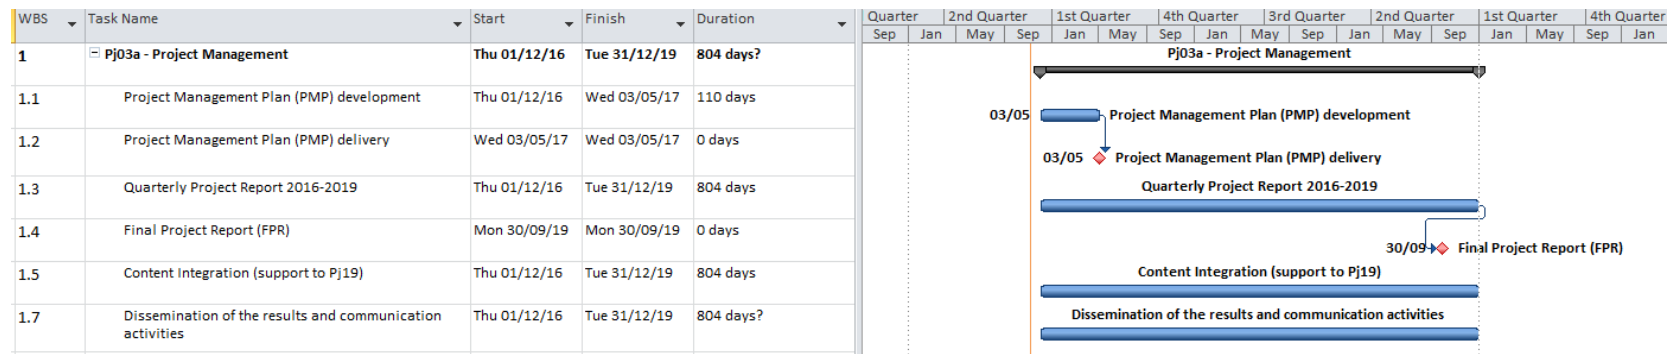 WBS Task Name Start Finish Duration
1 Pj03a - Project Management Thu 01/12/16 Tue 31/12/19 804 days?
1.1 Project Management Plan (PMP) development Thu 01/12/16 Wed 03/05/17 110 days
1.2 Project Management Plan (PMP) delivery Wed 03/05/17 Wed 03/05/17 0 days
1.3 Quarterly Project Report 2016-2019 Thu 01/12/16 Tue 31/12/19 804 days
1.4 Final Project Report (FPR) Mon 30/09/19 Mon 30/09/19 0 days
1.5 Content Integration (support to Pj19) Thu 01/12/16 Tue 31/12/19 804 days
1.7 Dissemination of the results and communication activities Thu 01/12/16 Tue 31/12/19 804 days?
Quarter 2nd Quarter 1st Quarter 4th Quarter 3rd Quarter 2nd Quarter 1st Quarter 4th Quarter
Sep Jan May Sep Jan May Sep Jan May Sep Jan May Sep Jan May Sep Jan
Pj03a - Project Management
03/05 Project Management Plan (PMP) development
03/05 Project Management Plan (PMP) delivery
Quarterly Project Report 2016-2019
30/09 Final Project Report (FPR)
Content Integration (support to Pj19)
Dissemination of the results and communication activities